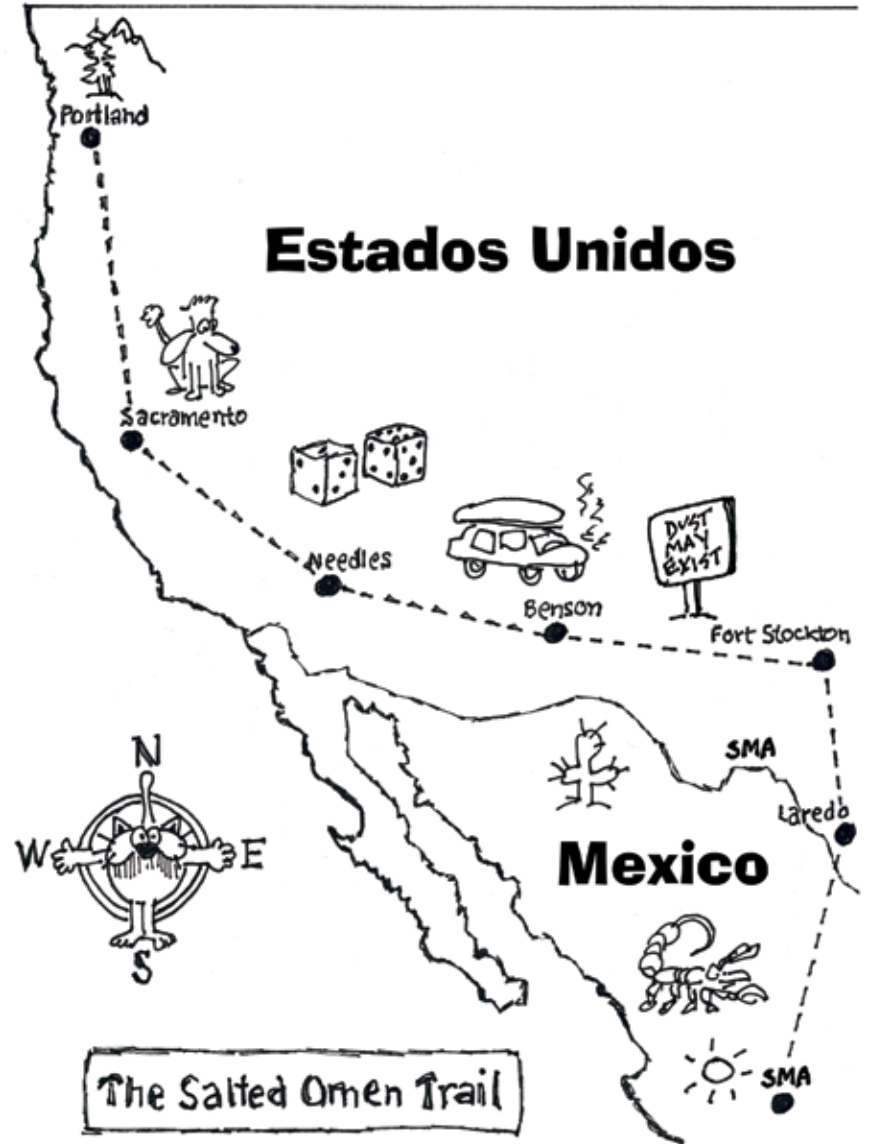 Portland
Estados Unidos
Sacramento
Needles
DUST
MAY
EXIST
Benson
Fort Stockton
SMA
Laredo
N
W E
S
Mexico
SMA
The Salted Omen Trail